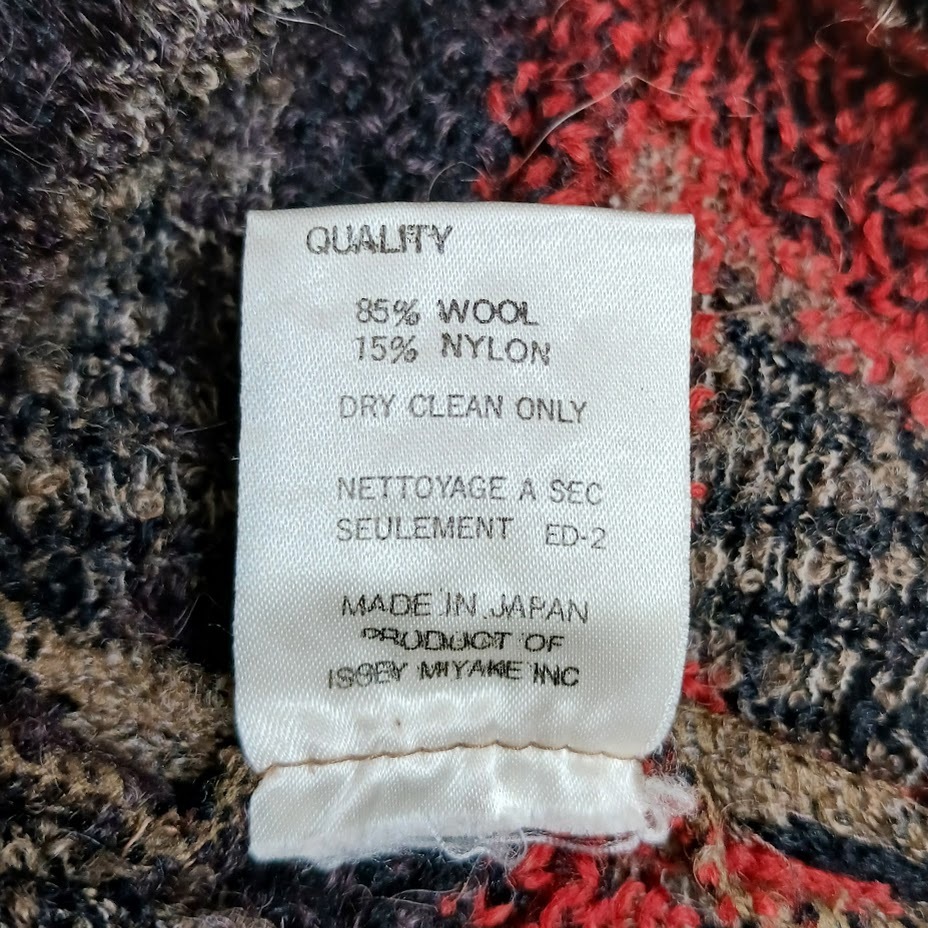 QUALITY
85% WOOL
15% NYLON
DRY CLEAN ONLY
NETTOYAGE A SEC
SEULEMENT ED-2
MADE IN JAPAN
PRODUCT OF
ISSEY MIYAKE INC